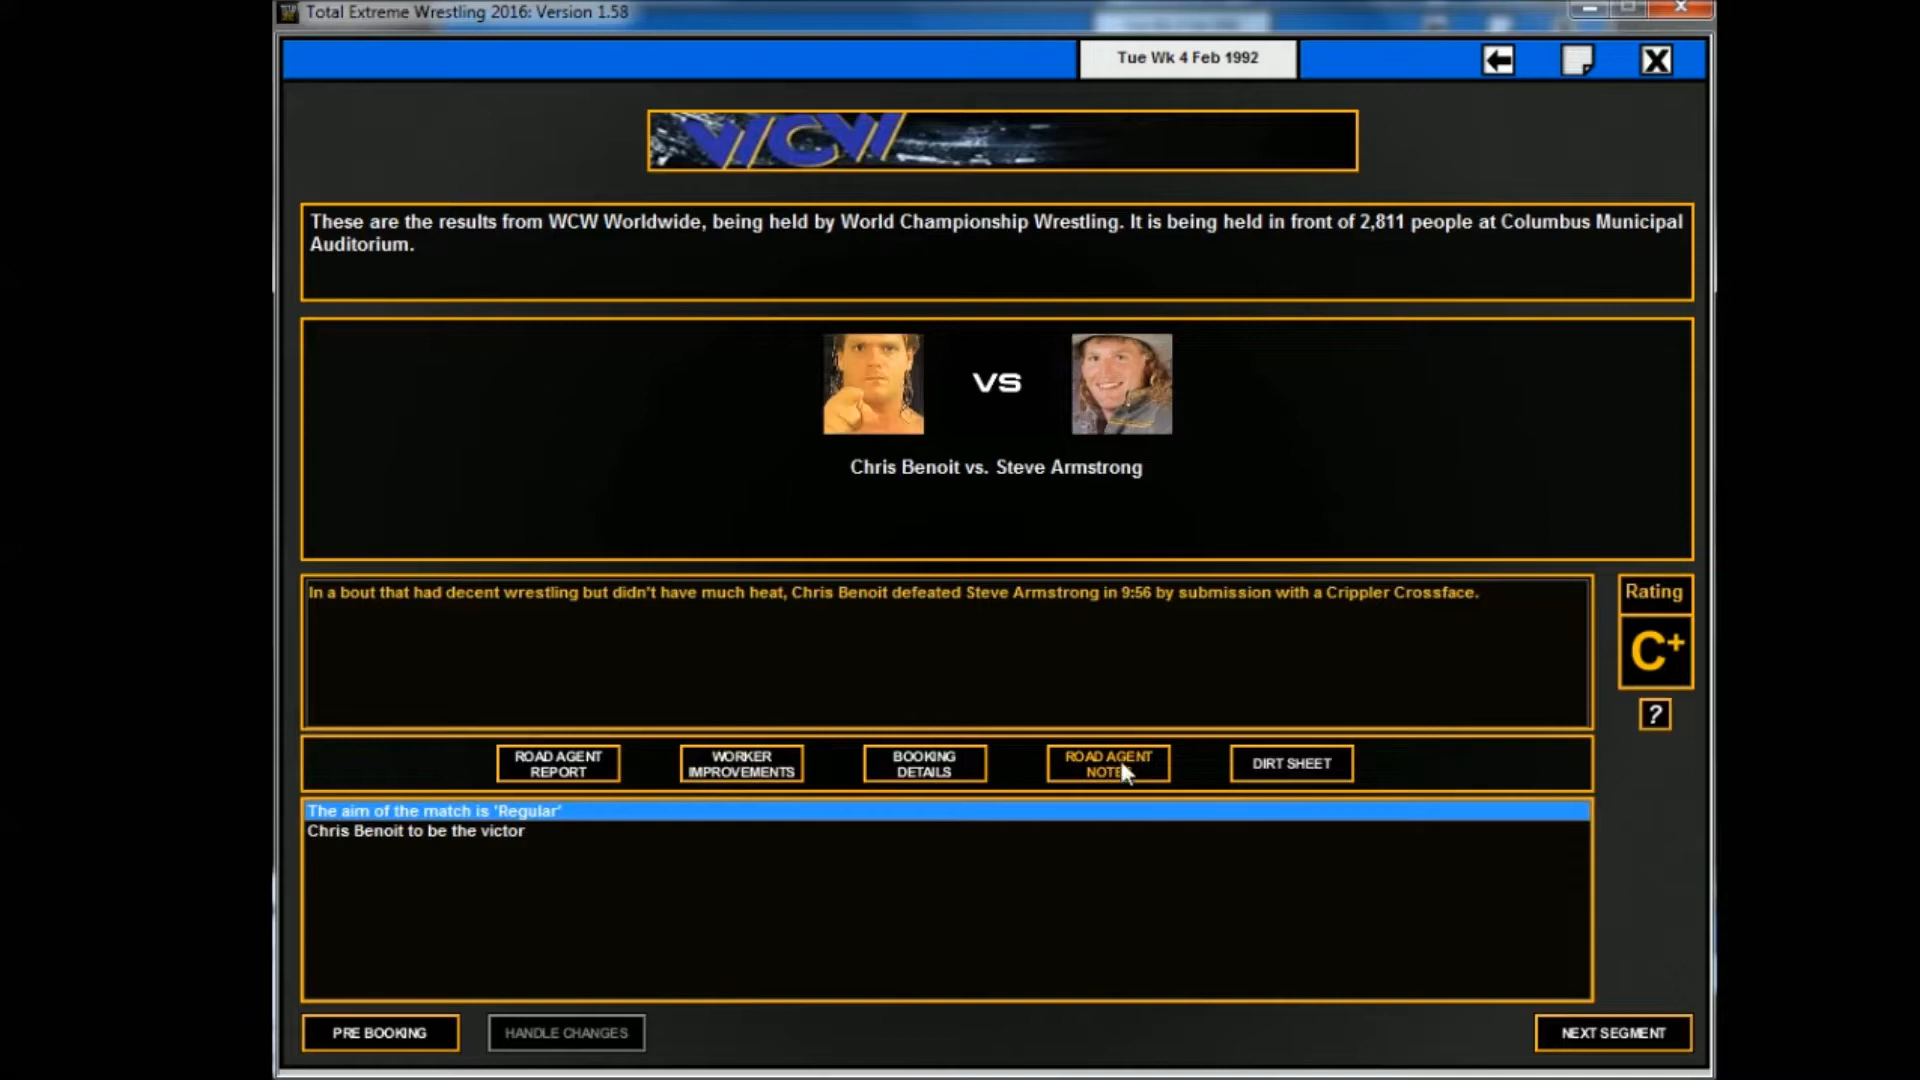 Total Extreme Wrestling 2016: Version 1.58
Tue Wk 4 Feb 1992
WCW
These are the results from WCW Worldwide, being held by World Championship Wrestling. It is being held in front of 2,811 people at Columbus Municipal
Auditorium.
VS
Chris Benoit vs. Steve Armstrong
In a bout that had decent wrestling but didn't have much heat, Chris Benoit defeated Steve Armstrong in 9:56 by submission with a Crippler Crossface.
Rating
C+
?
ROAD AGENT
REPORT
WORKER
IMPROVEMENTS
BOOKING
DETAILS
ROAD AGENT
NOTES
DIRT SHEET
The aim of the match is 'Regular'
Chris Benoit to be the victor
PRE BOOKING
HANDLE CHANGES
NEXT SEGMENT